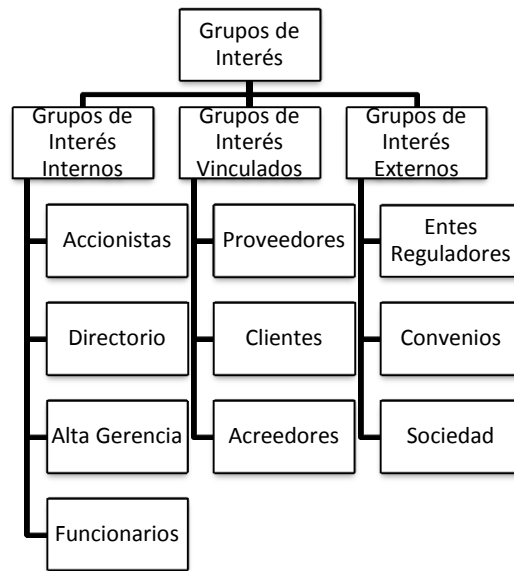 Grupos de
Interés
Grupos de
Interés
Internos
Accionistas
Directorio
Alta Gerencia
Funcionarios
Grupos de
Interés
Vinculados
Proveedores
Clientes
Acreedores
Grupos de
Interés
Externos
Entes
Reguladores
Convenios
Sociedad